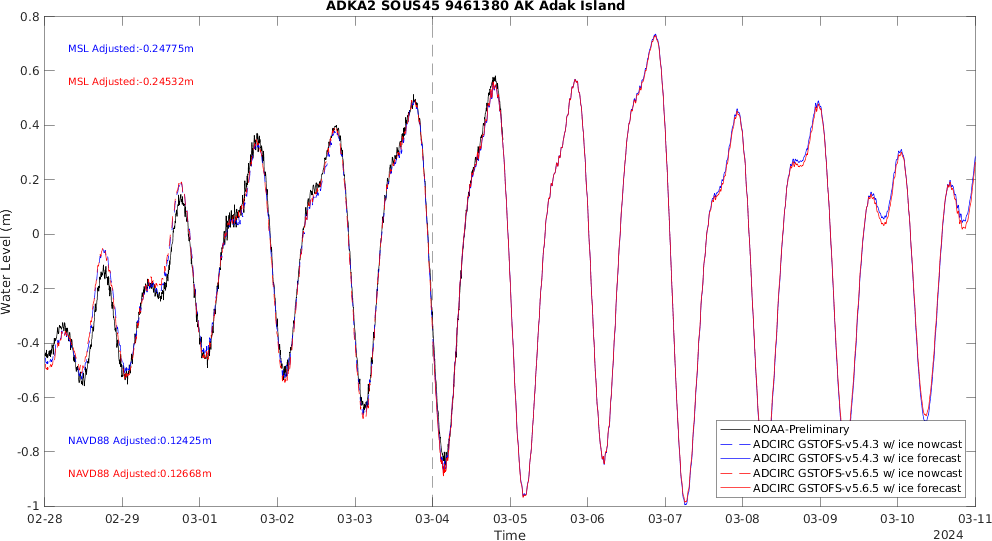 ADKA2 SOUS45 9461380 AK Adak Island
MSL Adjusted:-0.24775m
MSL Adjusted:-0.24532m
NAVD88 Adjusted:0.12425m
NAVD88 Adjusted:0.12668m
Water Level (m)
0.8
0.6
0.4
0.2
0
-0.2
-0.4
-0.6
-0.8
-1
NOAA-Preliminary
ADCIRC GSTOFS-v5.4.3 w/ ice nowcast
ADCIRC GSTOFS-v5.4.3 w/ ice forecast
ADCIRC GSTOFS-v5.6.5 w/ ice nowcast
ADCIRC GSTOFS-v5.6.5 w/ ice forecast
02-28 02-29 03-01 03-02 03-03 03-04 03-05 03-06 03-07 03-08 03-09 03-10 03-11
Time
2024